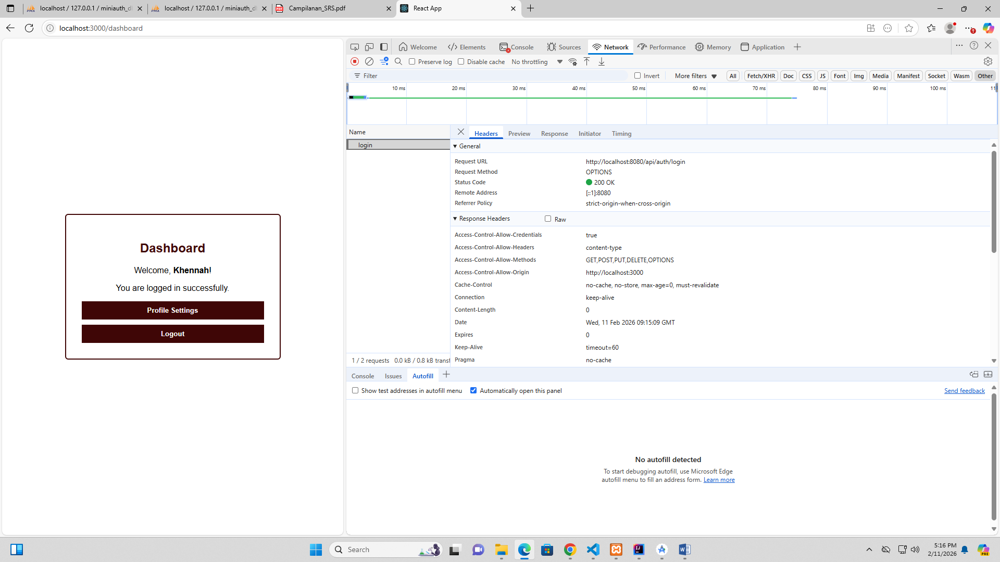 localhost / 127.0.0.1 / miniauth_d
localhost / 127.0.0.1 / miniauth_d
Campilanan_SRS.pdf
React App
localhost:3000/dashboard
Dashboard
Welcome, Khennah!
You are logged in successfully.
Profile Settings
Logout
Welcome
Elements
Console
Sources
Network
Performance
Memory
Application
Preserve log
Disable cache
No throttling
Filter
Invert
More filters
All
Fetch/XHR
Doc
CSS
JS
Font
Img
Media
Manifest
Socket
Wasm
Other
10 ms
20 ms
30 ms
40 ms
50 ms
60 ms
70 ms
80 ms
90 ms
100 ms
11
Name
login
Headers
Preview
Response
Initiator
Timing
General
Request URL http://localhost:8080/api/auth/login
Request Method OPTIONS
Status Code 200 OK
Remote Address [::1]:8080
Referrer Policy strict-origin-when-cross-origin
Response Headers Raw
Access-Control-Allow-Credentials true
Access-Control-Allow-Headers content-type
Access-Control-Allow-Methods GET,POST,PUT,DELETE,OPTIONS
Access-Control-Allow-Origin http://localhost:3000
Cache-Control no-cache, no-store, max-age=0, must-revalidate
Connection keep-alive
Content-Length 0
Date Wed, 11 Feb 2026 09:15:09 GMT
Expires 0
Keep-Alive timeout=60
Pragma no-cache
1 / 2 requests 0.0 kB / 0.8 kB transf
Console
Issues
Autofill
Show test addresses in autofill menu
Automatically open this panel
Send feedback
No autofill detected
To start debugging autofill, use Microsoft Edge
autofill menu to fill an address form. Learn more
Search
5:16 PM
2/11/2026